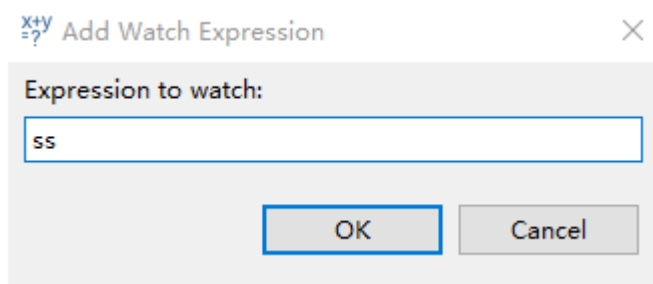 x+y
=?
Add Watch Expression
Expression to watch:
ss
OK
Cancel